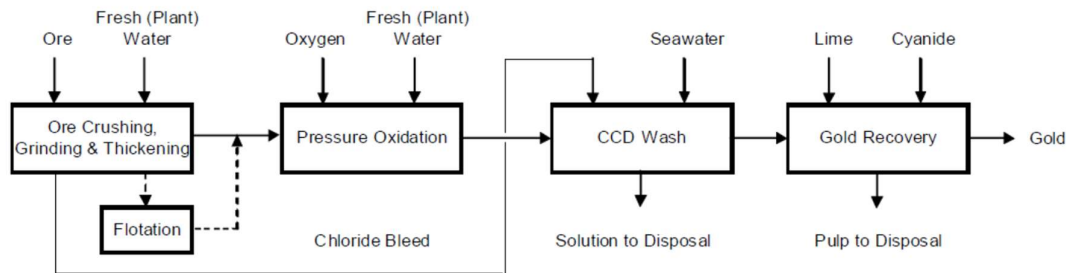 Ore
Fresh (Plant)
Water
Oxygen
Fresh (Plant)
Water
Seawater
Lime
Cyanide
Ore Crushing,
Grinding & Thickening
Pressure Oxidation
CCD Wash
Gold Recovery
Gold
Flotation
Chloride Bleed
Solution to Disposal
Pulp to Disposal